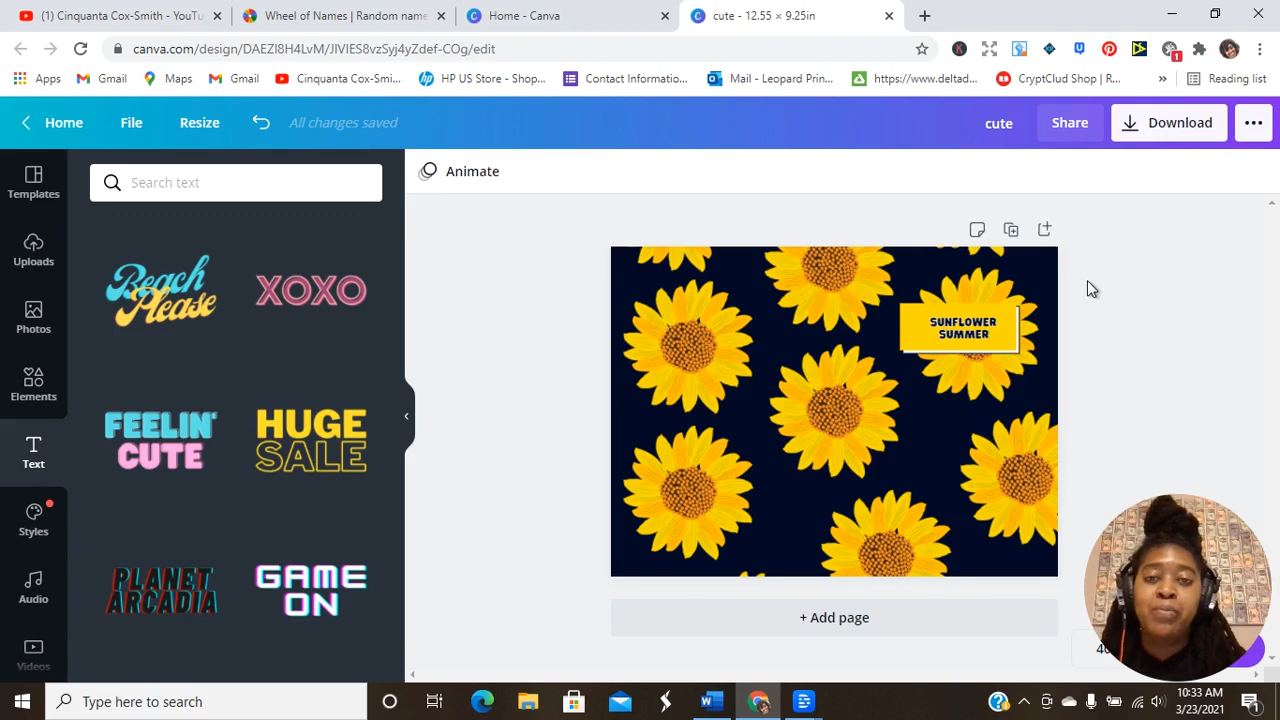 (1) Cinquanta Cox-Smith - YouTu
Wheel of Names | Random name
Home - Canva
cute - 12.55 × 9.25in
canva.com/design/DAEZI8H4LvM/JIVIES8vzSyj4yZdef-COg/edit
Apps
Gmail
Maps
Gmail
Cinquanta Cox-Smi...
HP US Store - Shop...
Contact Informatio...
Mail - Leopard Prin...
https://www.deltad...
CryptClud Shop | R...
»
Reading list
Home
File
Resize
All changes saved
cute
Share
Download
Templates
Uploads
Photos
Elements
Text
Styles
Audio
Videos
Search text
Animate
Beach
Please
XOXO
FEELIN'
CUTE
HUGE
SALE
PLANET
ARCADIA
GAME
ON
SUNFLOWER
SUMMER
+ Add page
Type here to search
10:33 AM
3/23/2021